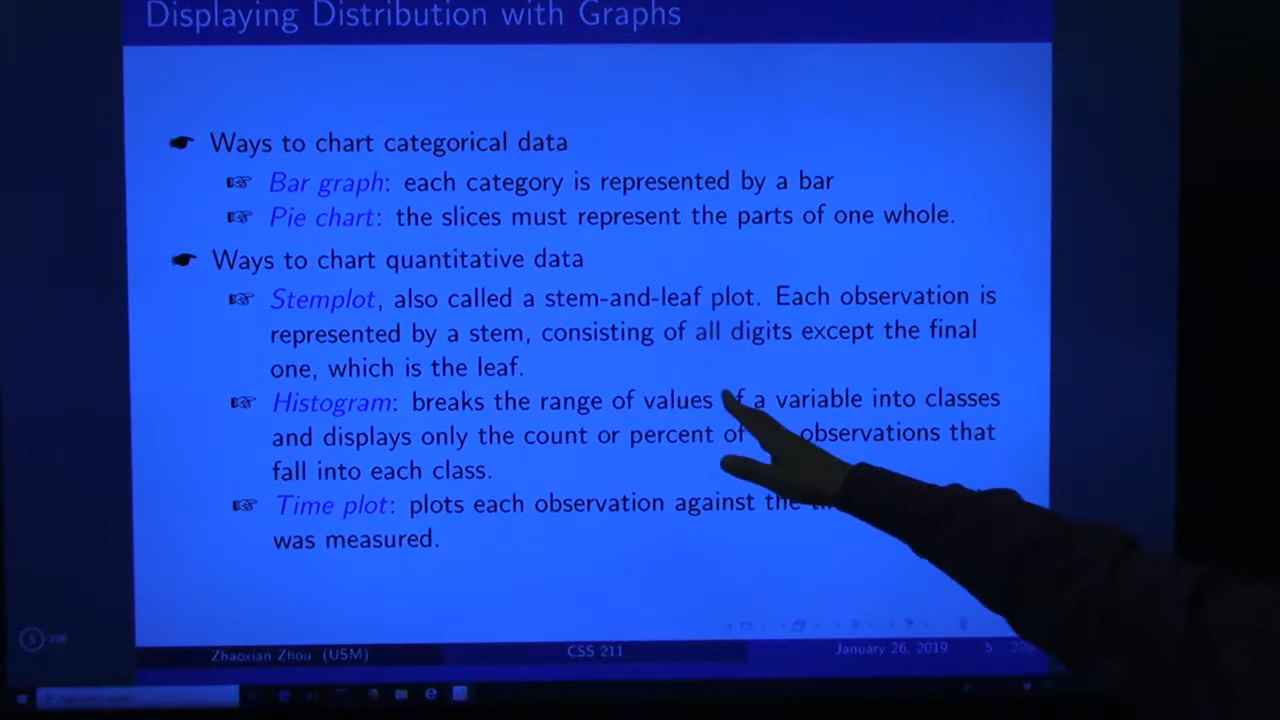 Displaying Distribution with Graphs
Ways to chart categorical data
Bar graph: each category is represented by a bar
Pie chart: the slices must represent the parts of one whole.
Ways to chart quantitative data
Stemplot, also called a stem-and-leaf plot. Each observation is
represented by a stem, consisting of all digits except the final
one, which is the leaf.
Histogram: breaks the range of values of a variable into classes
and displays only the count or percent of observations that
fall into each class.
Time plot: plots each observation against the
was measured.
Zhaoxian Zhou (USM) CSS 211 January 26, 2019 5